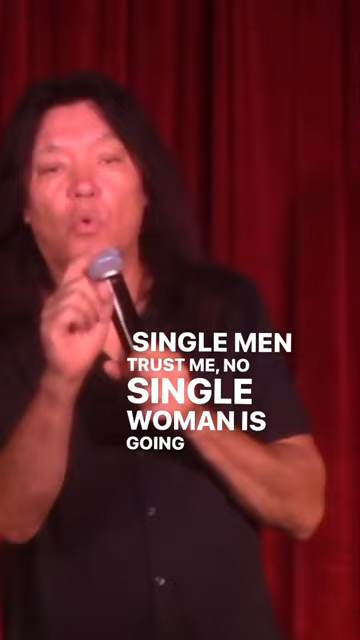 SINGLE MEN
TRUST ME, NO
SINGLE
WOMAN IS
GOING